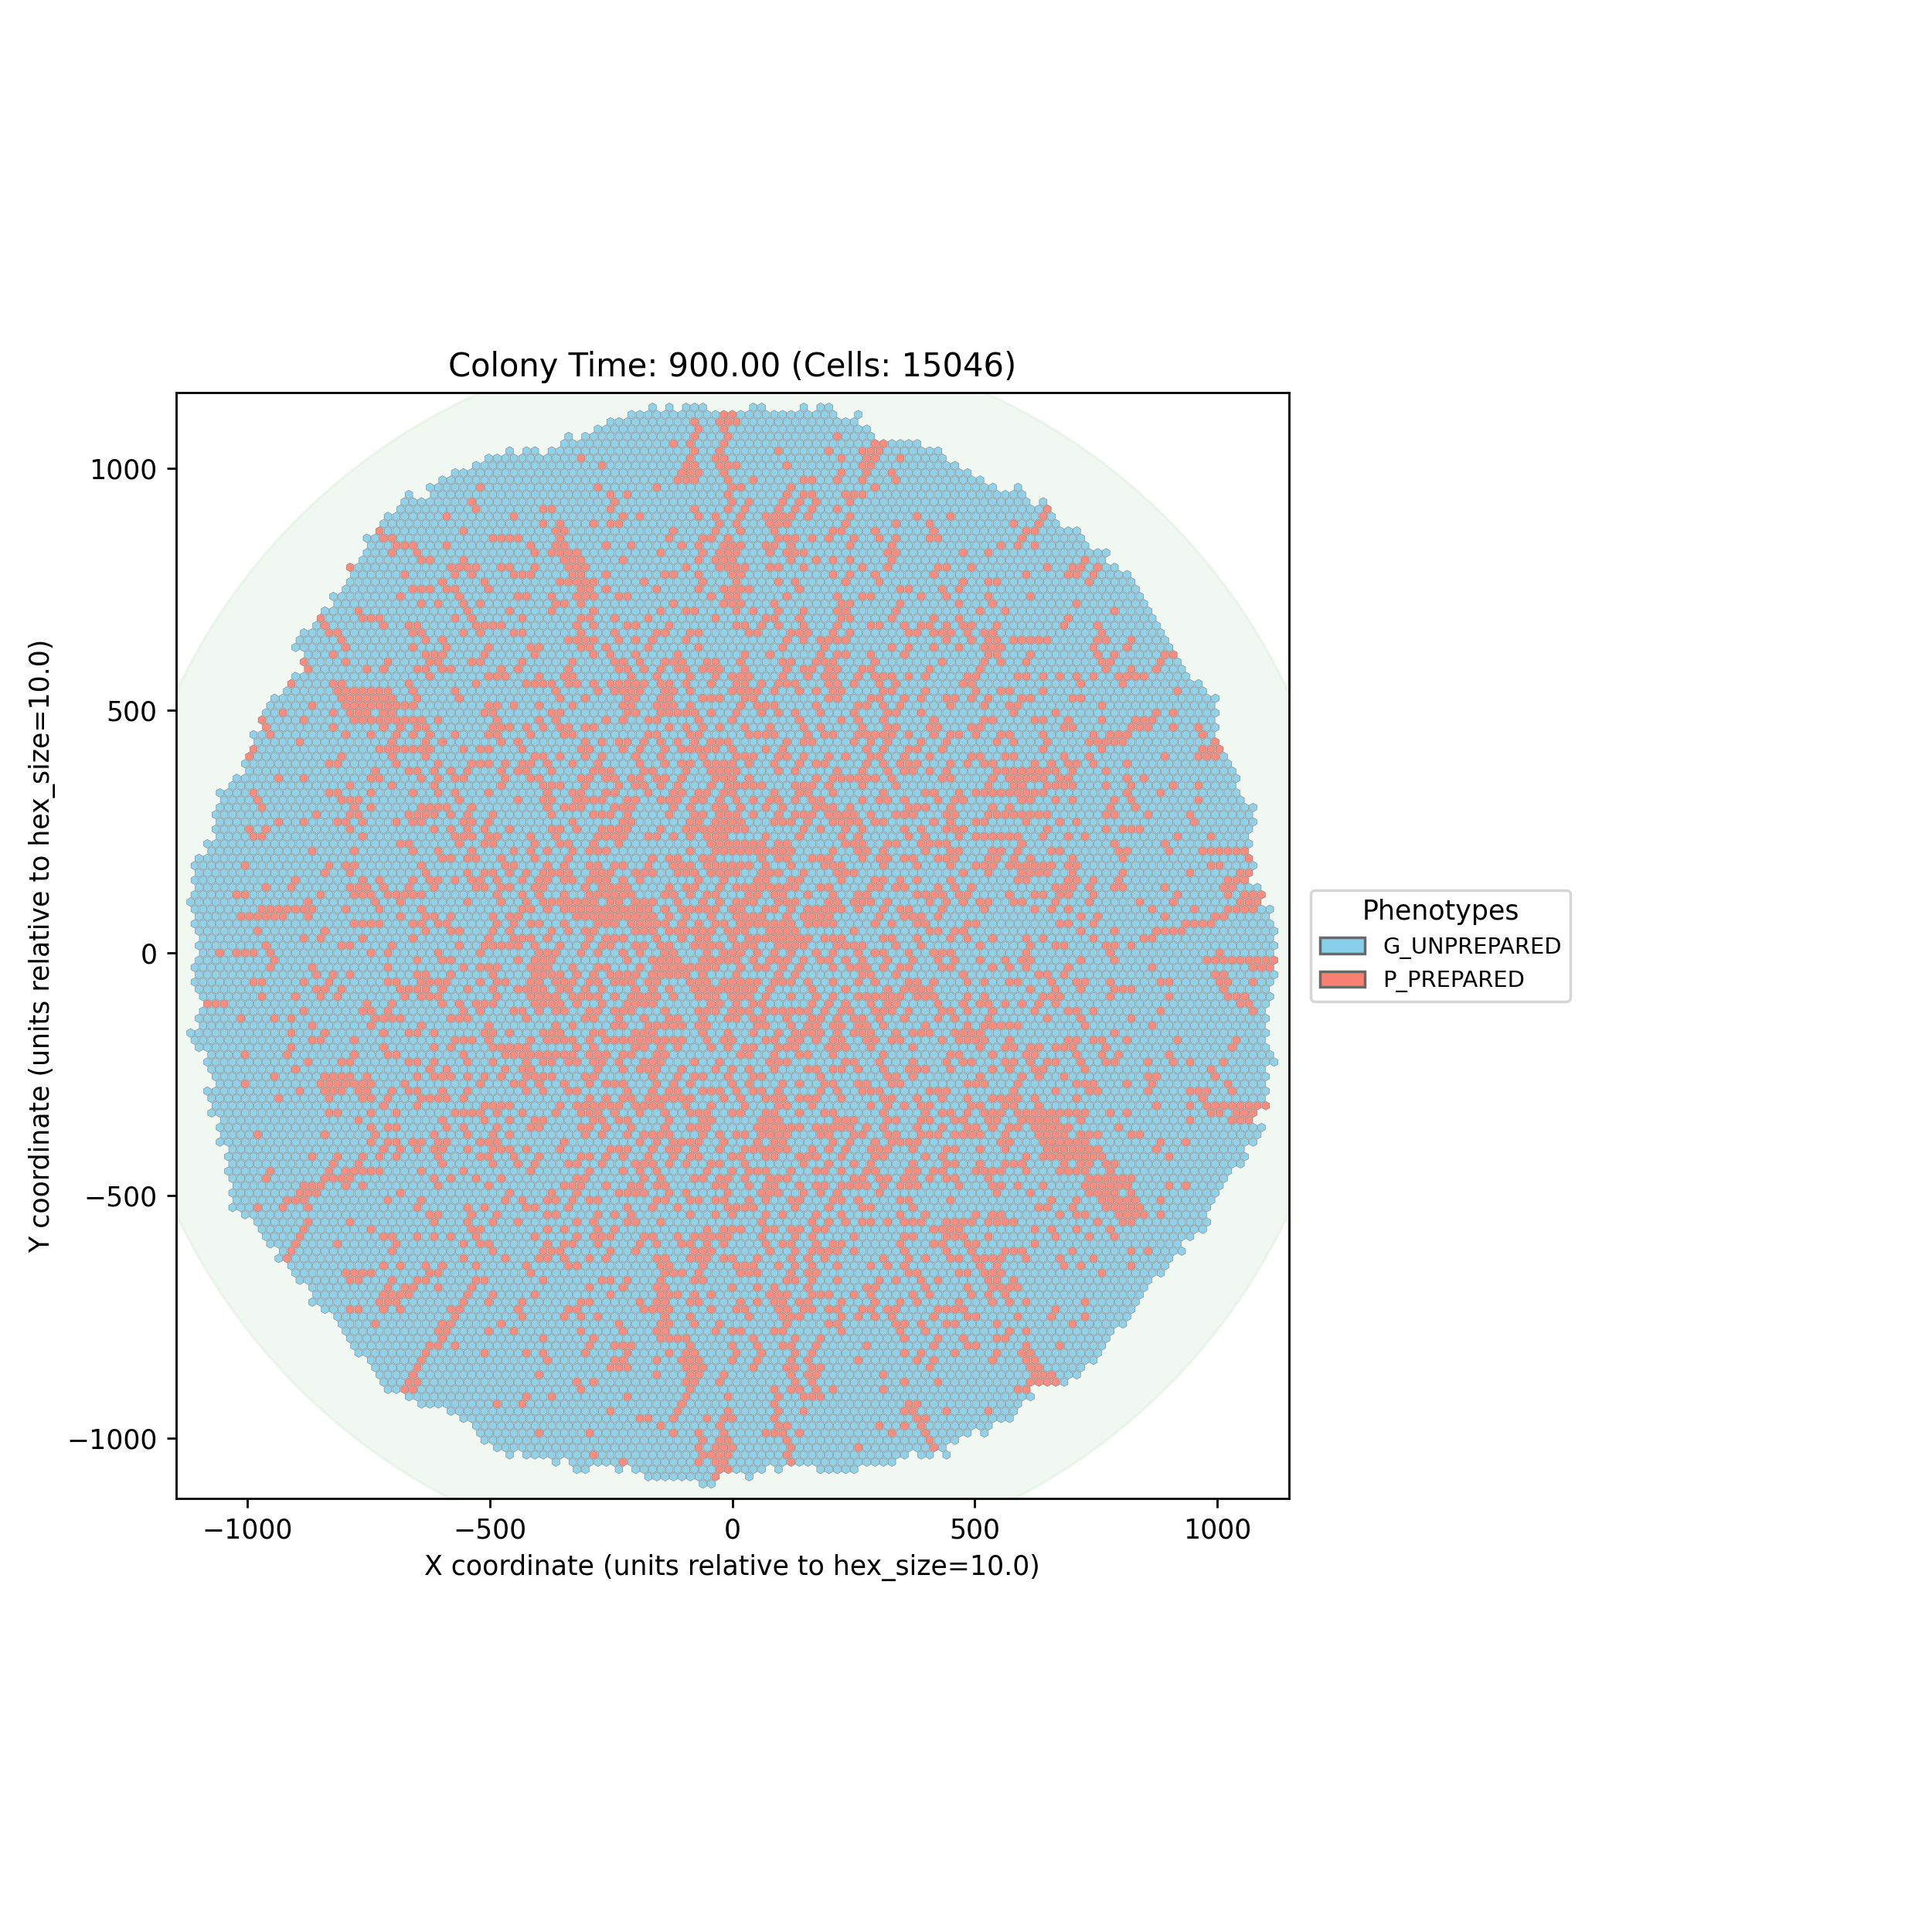 Colony Time: 900.00 (Cells: 15046)
1000
500
0
−500
−1000
Y coordinate (units relative to hex_size=10.0)
−1000 −500 0 500 1000
X coordinate (units relative to hex_size=10.0)
Phenotypes
G_UNPREPARED
P_PREPARED